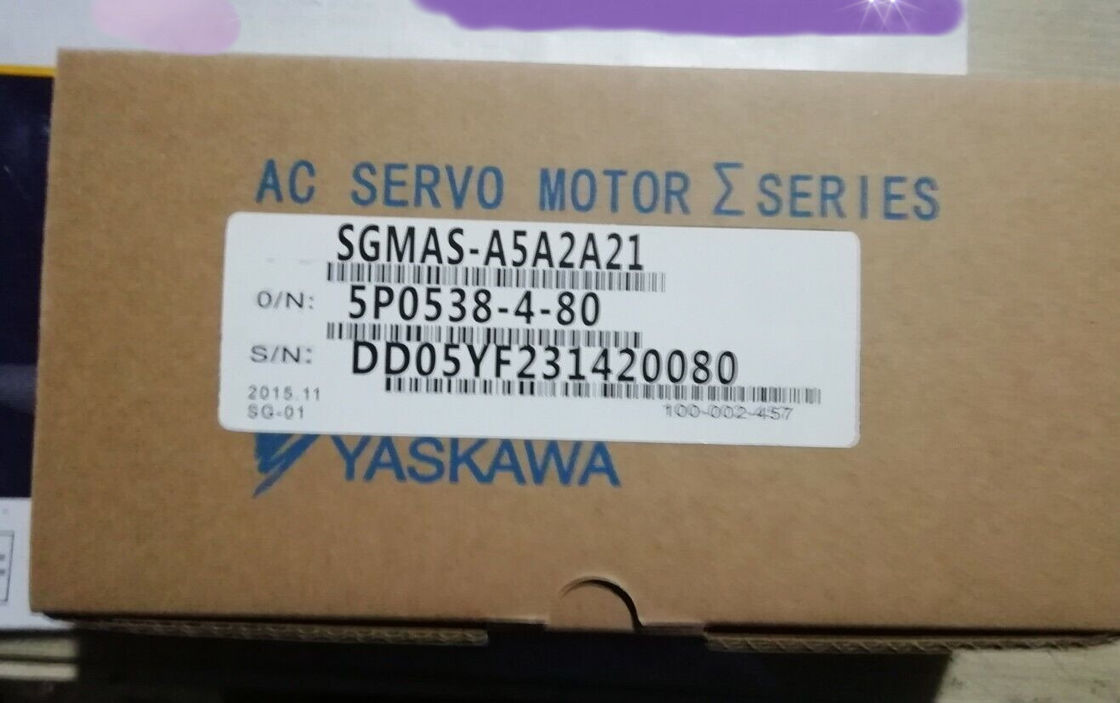 AC SERVO MOTOR Σ SERIES
SGMAS-A5A2A21
O/N: 5P0538-4-80
S/N: DD05YF231420080
2015.11
SG-01
100-002-457
YASKAWA